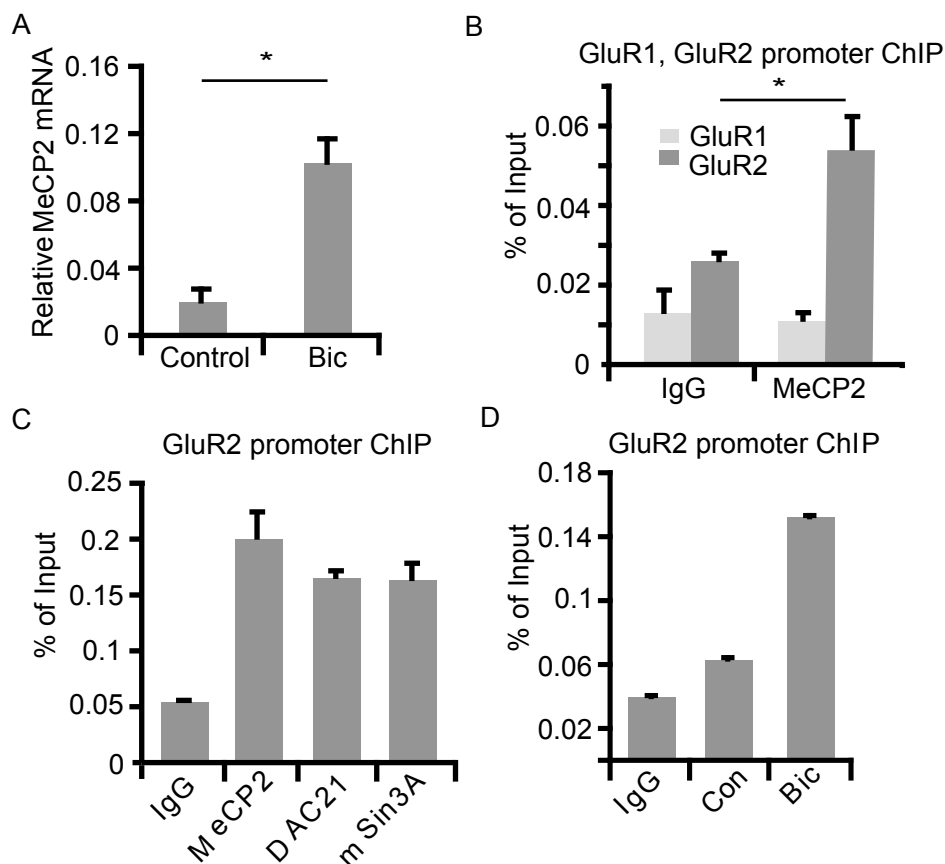 A
Relative MeCP2 mRNA
0.16
0.12
0.08
0.04
0
*
Control Bic
B
GluR1, GluR2 promoter ChIP
% of Input
0.06
0.04
0.02
0
GluR1
GluR2
*
IgG MeCP2
C
GluR2 promoter ChIP
% of Input
0.25
0.2
0.15
0.1
0.05
0
IgG
MeCP2
DAC21
mSin3A
D
GluR2 promoter ChIP
% of Input
0.18
0.14
0.1
0.06
0.02
IgG
Con
Bic